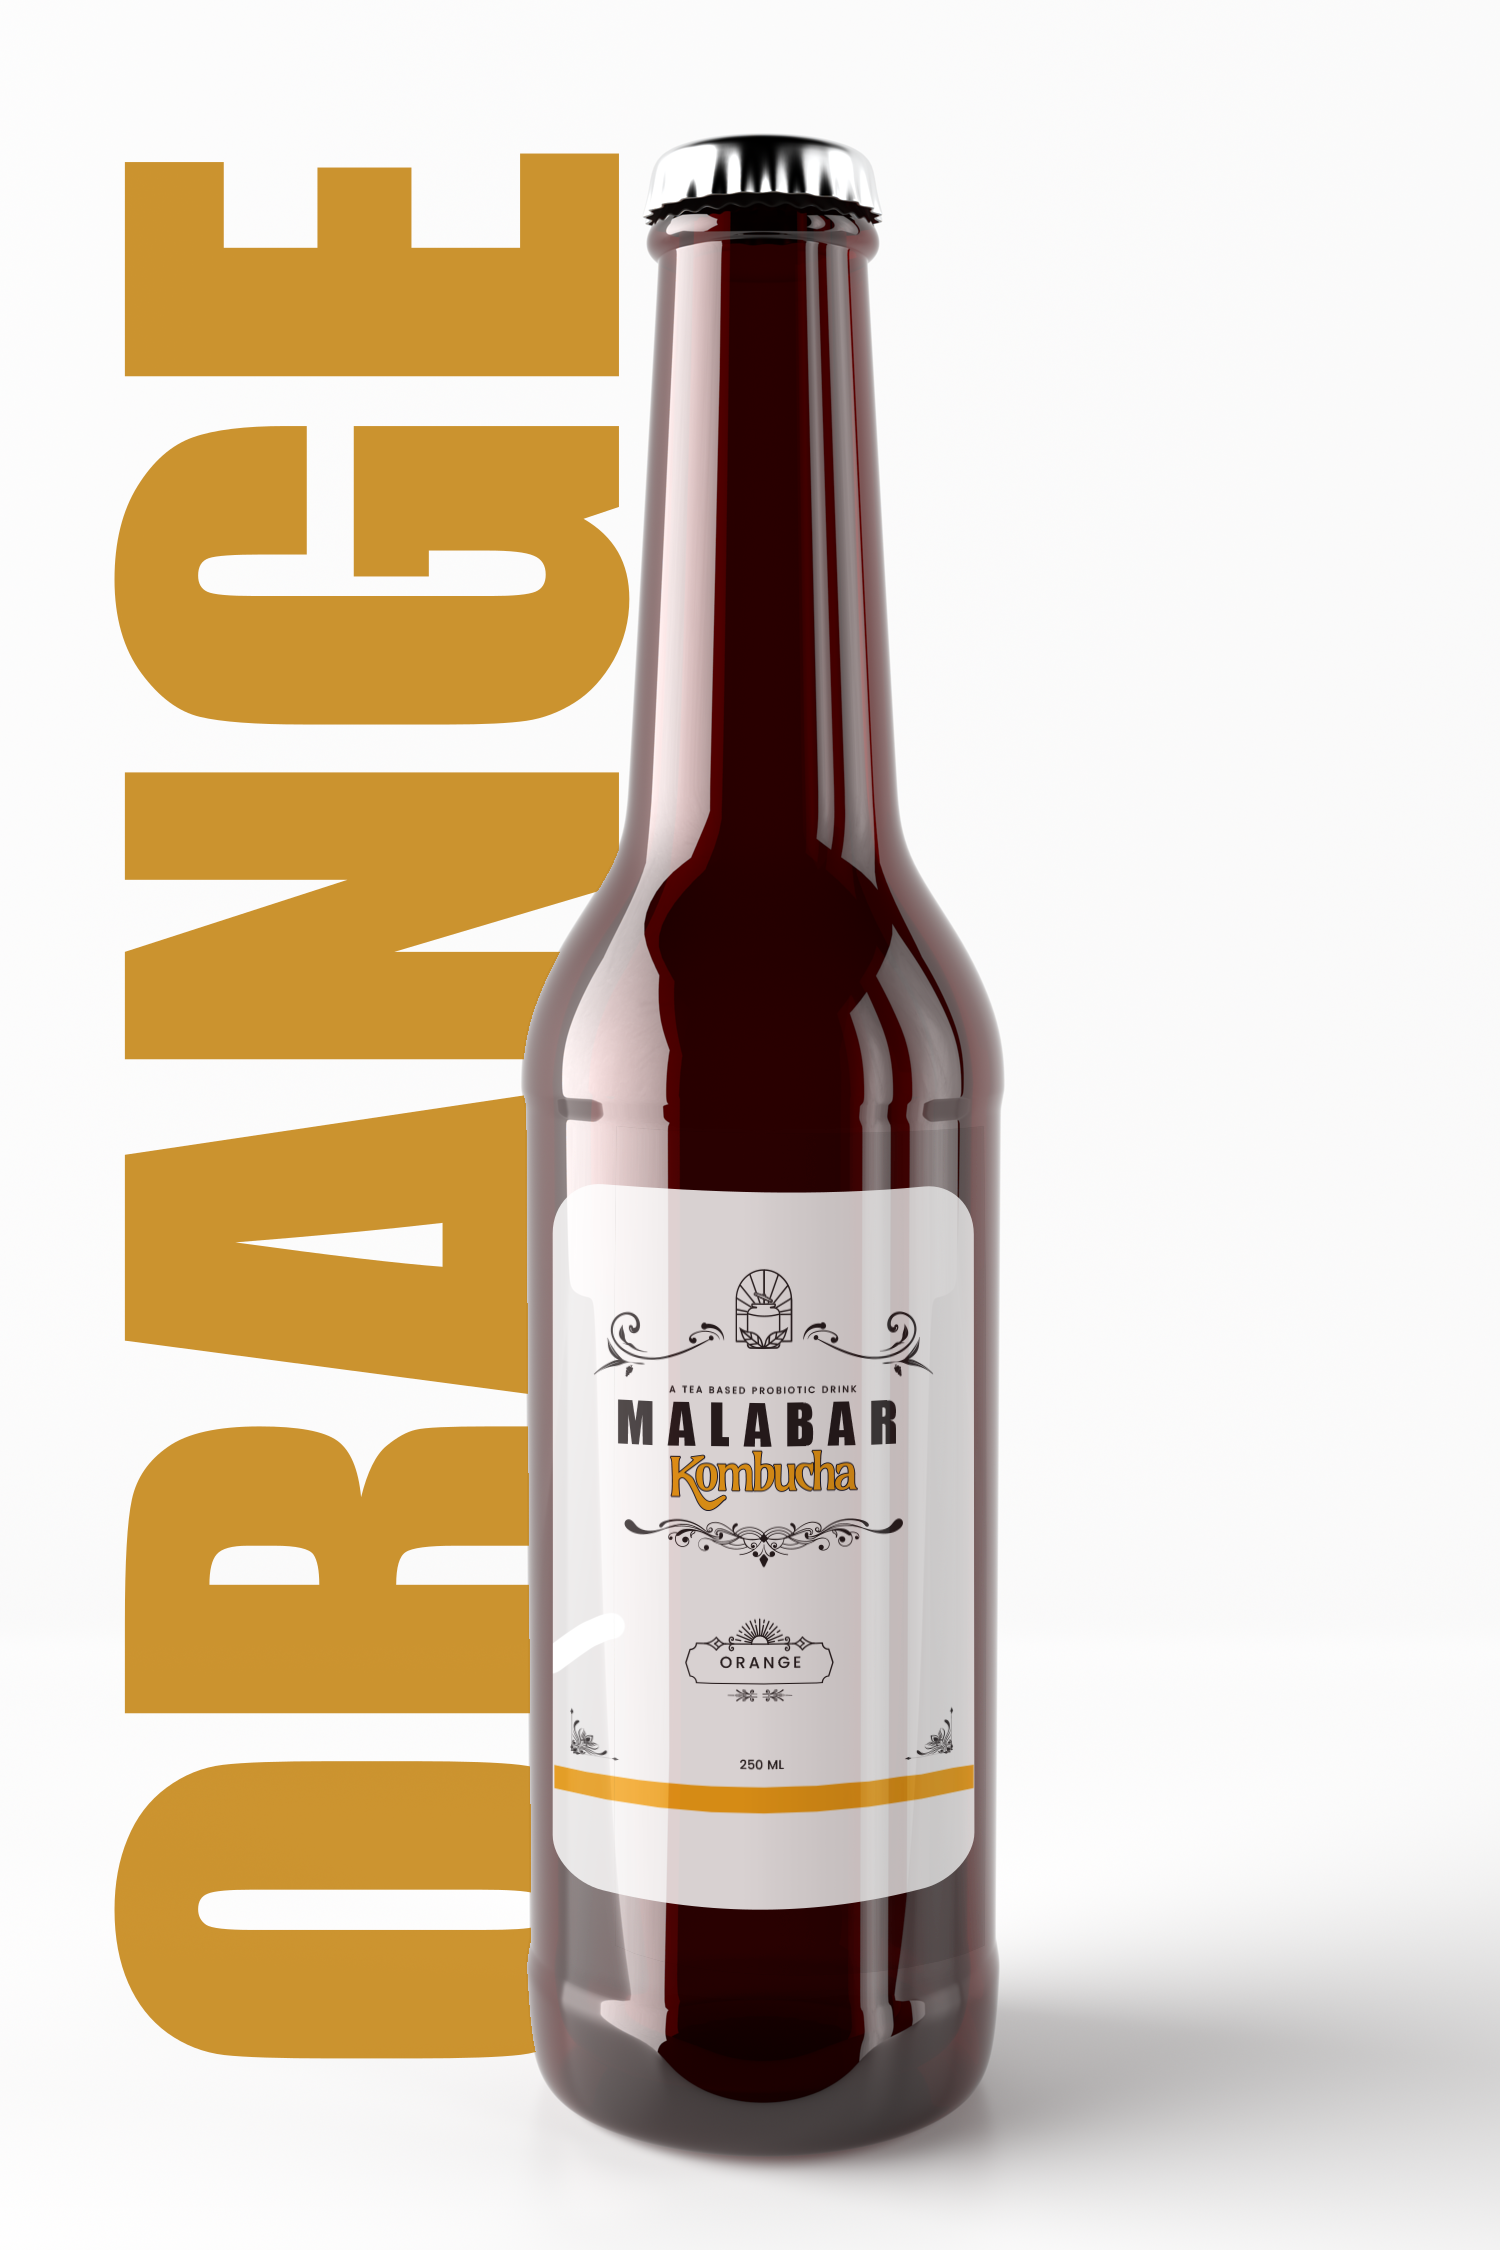 ORANGE
A TEA BASED PROBIOTIC DRINK
MALABAR
Kombucha
ORANGE
250 ML